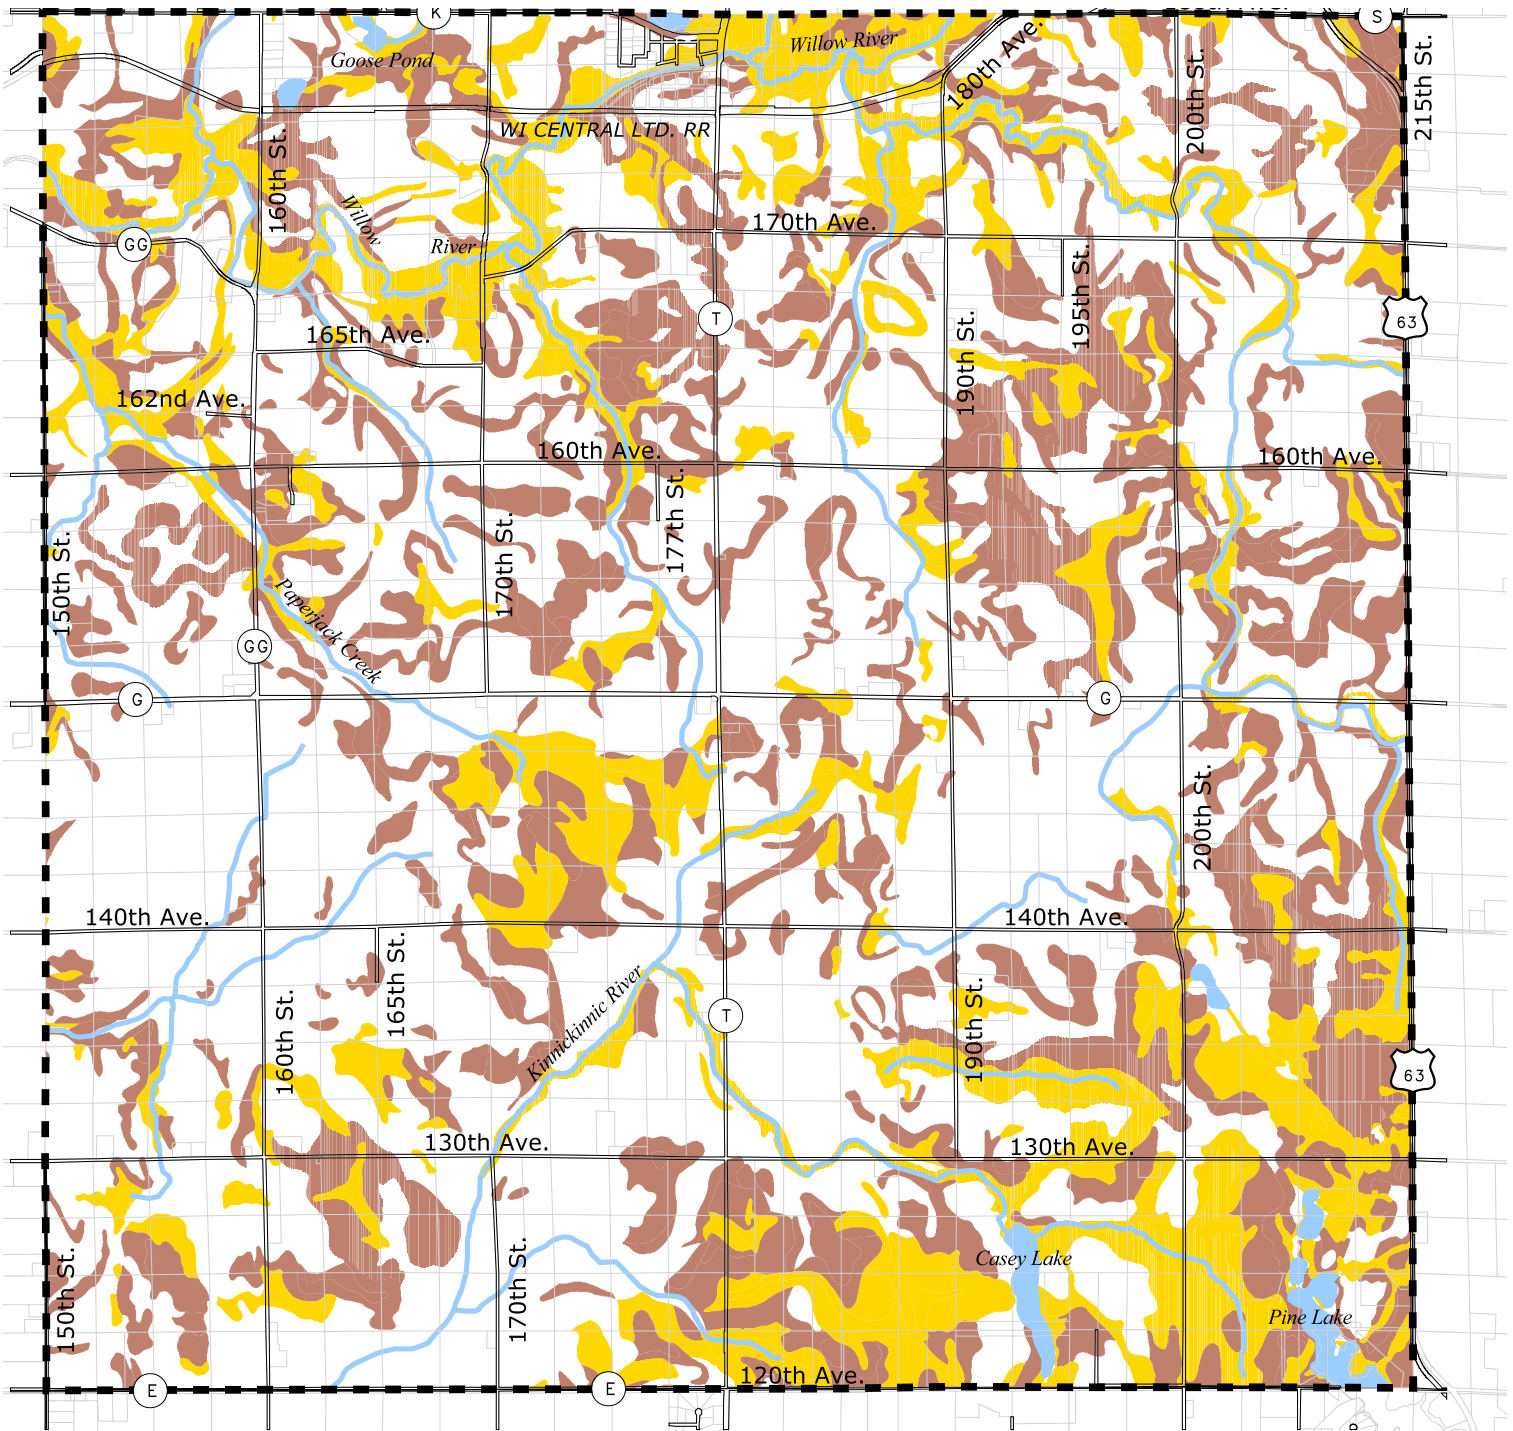 K
S
Goose Pond
Willow River
180th Ave.
200th St.
215th St.
WI CENTRAL LTD. RR
160th St.
Willow
River
170th Ave.
GG
195th St.
T
63
165th Ave.
190th St.
162nd Ave.
160th Ave.
160th Ave.
177th St.
170th St.
150th St.
Paperjack Creek
GG
G
G
200th St.
140th Ave.
140th Ave.
165th St.
160th St.
Kinnickinnic River
190th St.
T
63
130th Ave.
130th Ave.
150th St.
170th St.
Casey Lake
Pine Lake
120th Ave.
E
E